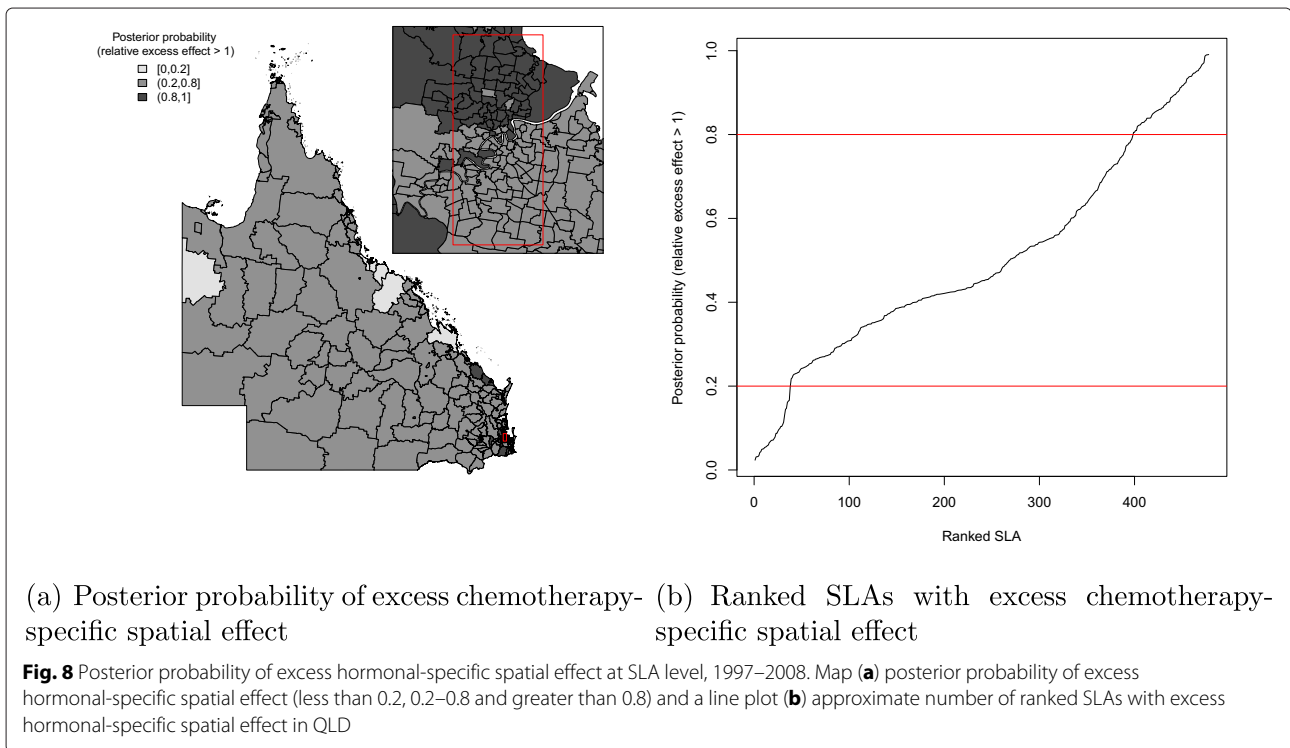 Posterior probability
(relative excess effect > 1)
[0,0.2]
(0.2,0.8]
(0.8,1]
Posterior probability (relative excess effect > 1)
1.0
0.8
0.6
0.4
0.2
0.0
0
100
200
300
400
Ranked SLA
(a) Posterior probability of excess chemotherapy-
specific spatial effect
(b) Ranked SLAs with excess chemotherapy-
specific spatial effect
Fig. 8 Posterior probability of excess hormonal-specific spatial effect at SLA level, 1997–2008. Map (a) posterior probability of excess
hormonal-specific spatial effect (less than 0.2, 0.2–0.8 and greater than 0.8) and a line plot (b) approximate number of ranked SLAs with excess
hormonal-specific spatial effect in QLD